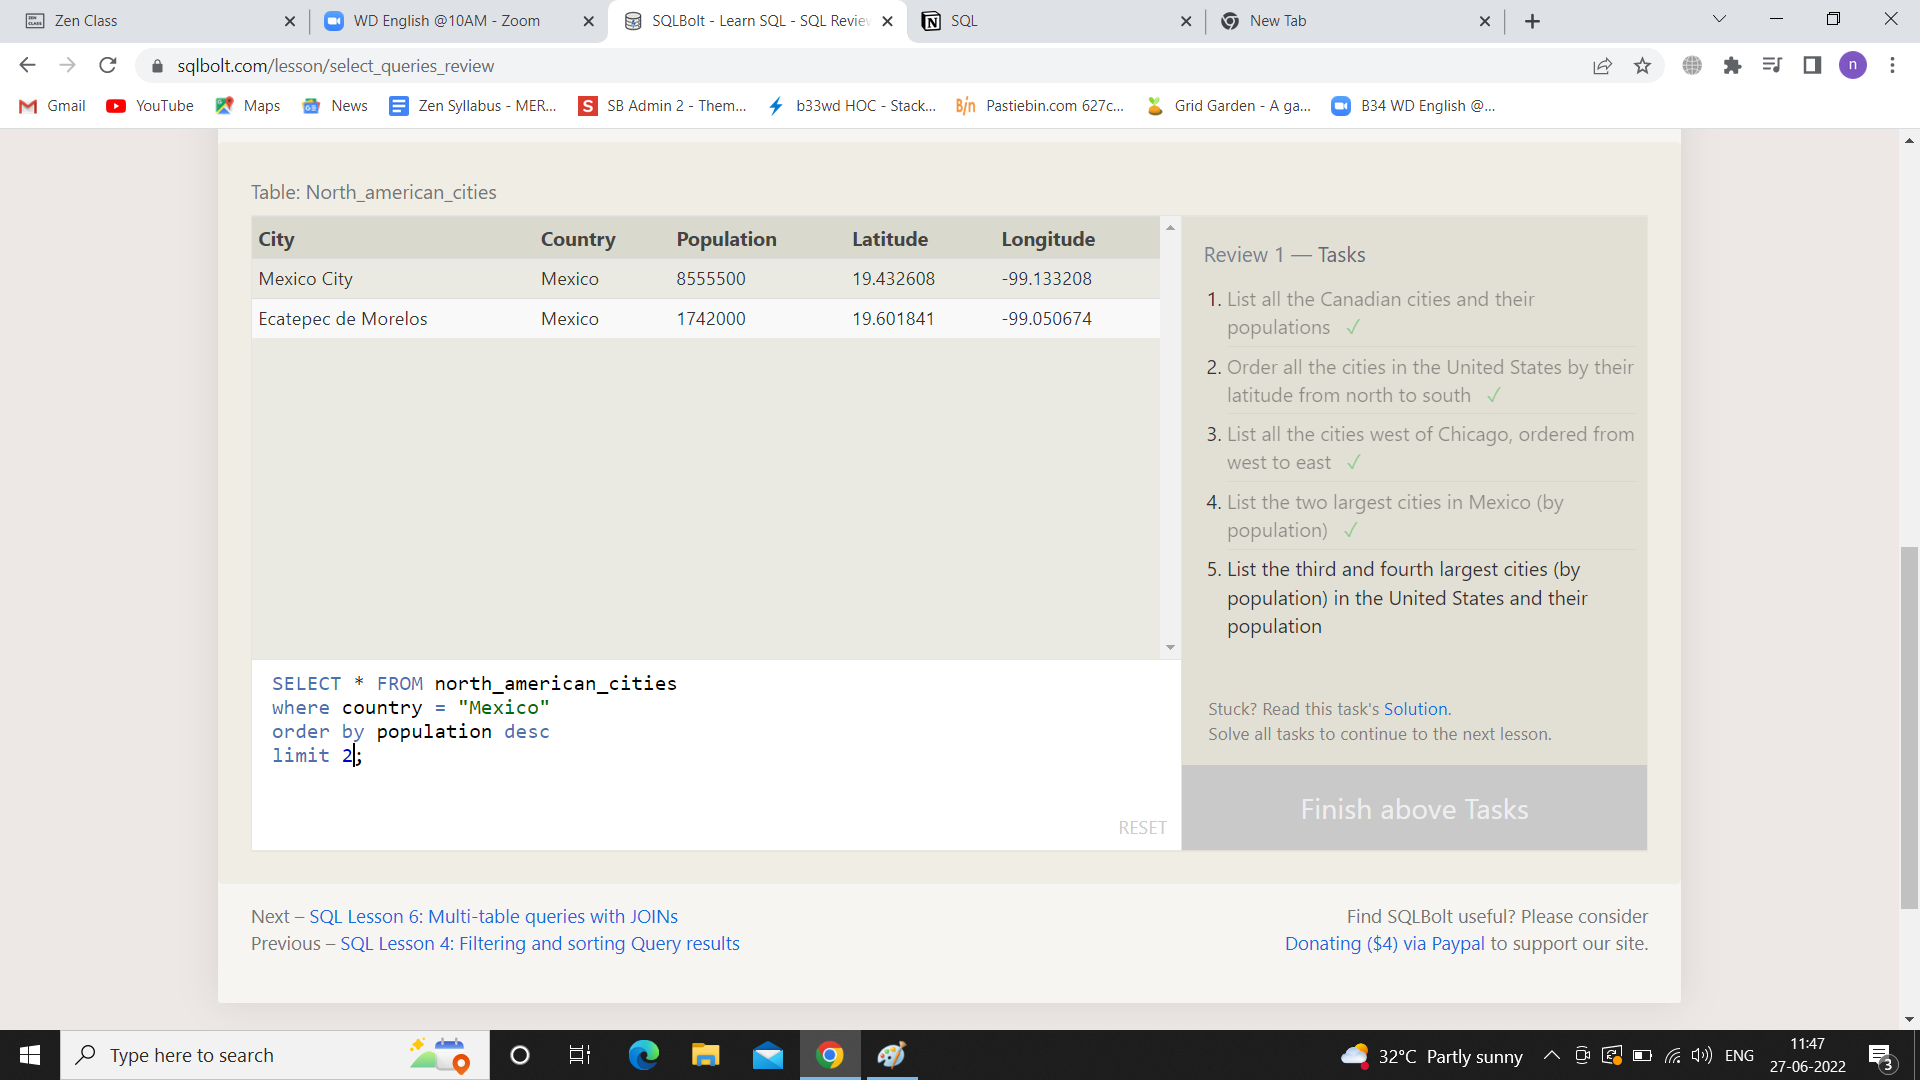 Zen Class
WD English @10AM - Zoom
SQLBolt - Learn SQL - SQL Review
SQL
New Tab
sqlbolt.com/lesson/select_queries_review
n
Gmail
YouTube
Maps
News
Zen Syllabus - MER...
SB Admin 2 - Them...
b33wd HOC - Stack...
Pastiebin.com 627c...
Grid Garden - A ga...
B34 WD English @...
Table: North_american_cities
City Country Population Latitude Longitude
Mexico City Mexico 8555500 19.432608 -99.133208
Ecatepec de Morelos Mexico 1742000 19.601841 -99.050674
SELECT * FROM north_american_cities
where country = "Mexico"
order by population desc
limit 2;
RESET
Review 1 — Tasks
1. List all the Canadian cities and their
populations ✓
2. Order all the cities in the United States by their
latitude from north to south ✓
3. List all the cities west of Chicago, ordered from
west to east ✓
4. List the two largest cities in Mexico (by
population) ✓
5. List the third and fourth largest cities (by
population) in the United States and their
population
Stuck? Read this task's Solution.
Solve all tasks to continue to the next lesson.
Finish above Tasks
Next – SQL Lesson 6: Multi-table queries with JOINs
Previous – SQL Lesson 4: Filtering and sorting Query results
Find SQLBolt useful? Please consider
Donating ($4) via Paypal to support our site.
Type here to search
32°C Partly sunny
ENG
11:47
27-06-2022
3